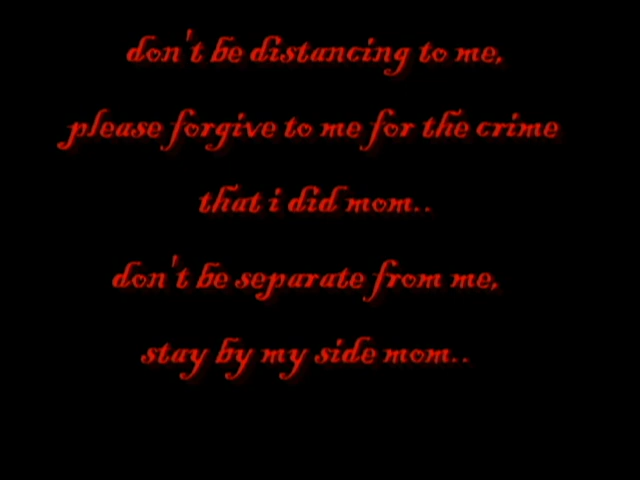 don't be distancing to me,
please forgive to me for the crime
that i did mom..
don't be separate from me,
stay by my side mom..